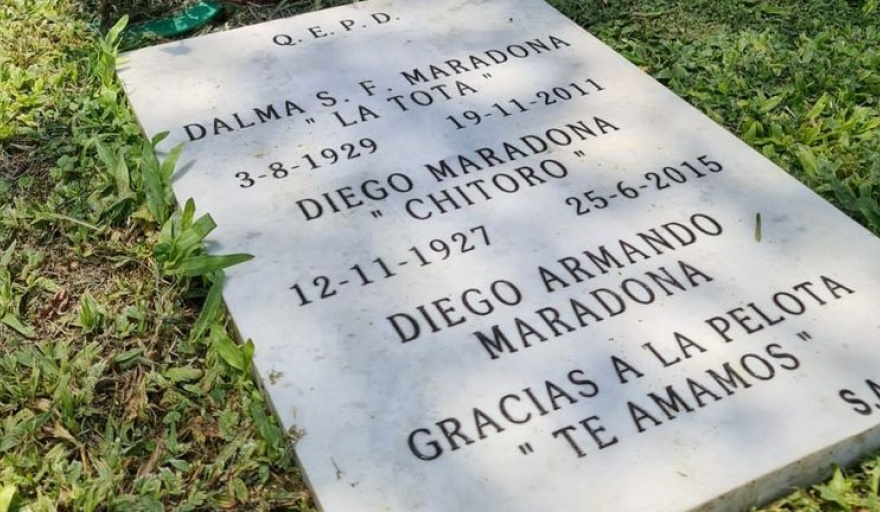 Q.E.P.D.
DALMA S. F. MARADONA
" LA TOTA "
3-8-1929 19-11-2011
DIEGO MARADONA
" CHITORO "
12-11-1927 25-6-2015
DIEGO ARMANDO
MARADONA
GRACIAS A LA PELOTA
" TE AMAMOS "